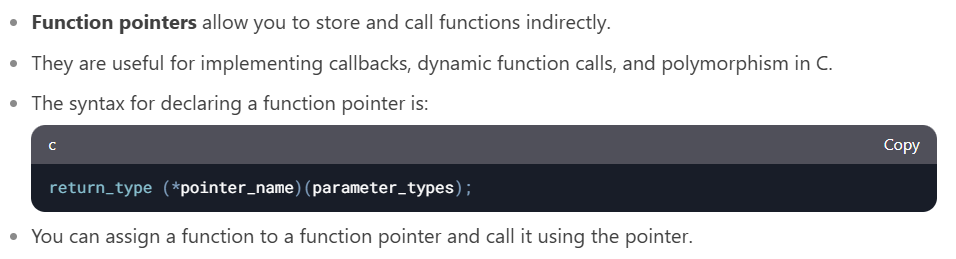 Function pointers allow you to store and call functions indirectly.
They are useful for implementing callbacks, dynamic function calls, and polymorphism in C.
The syntax for declaring a function pointer is:
c Copy
return_type (*pointer_name)(parameter_types);
You can assign a function to a function pointer and call it using the pointer.